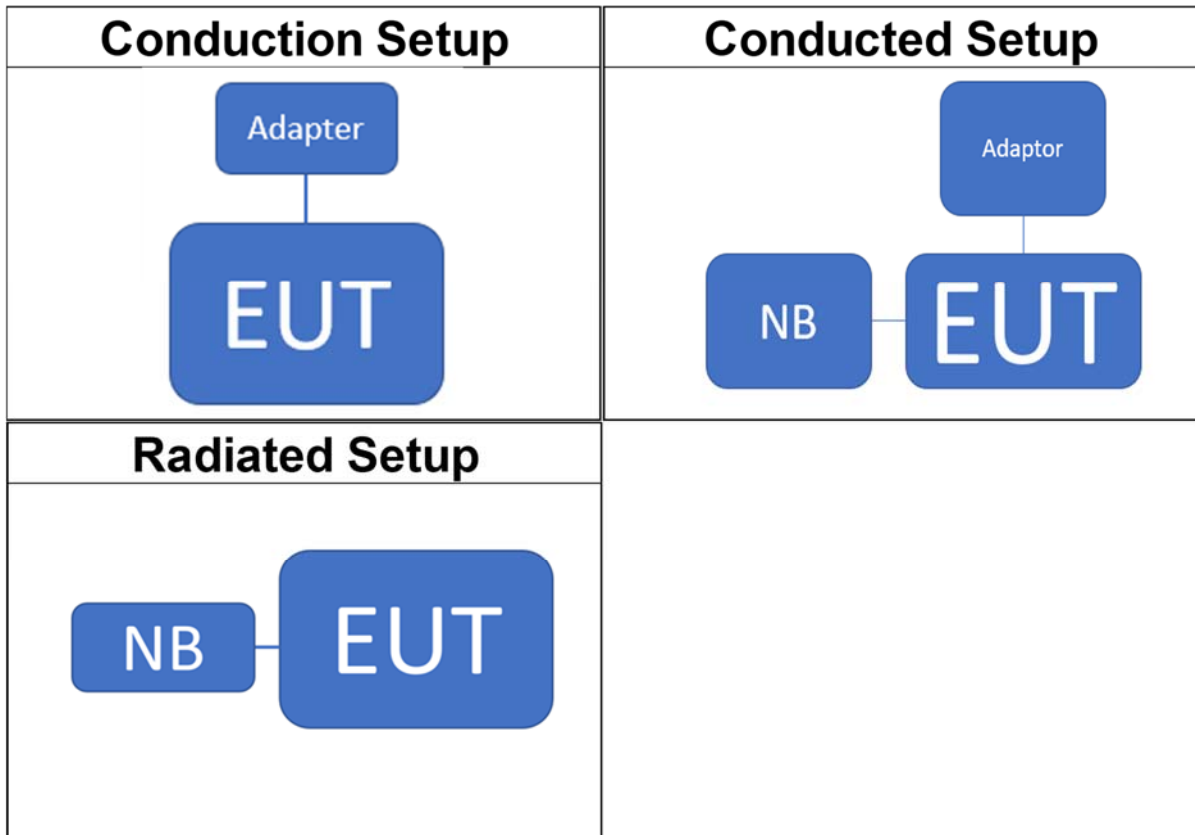 Conduction Setup
Adapter
EUT
Conducted Setup
Adaptor
NB
EUT
Radiated Setup
NB
EUT